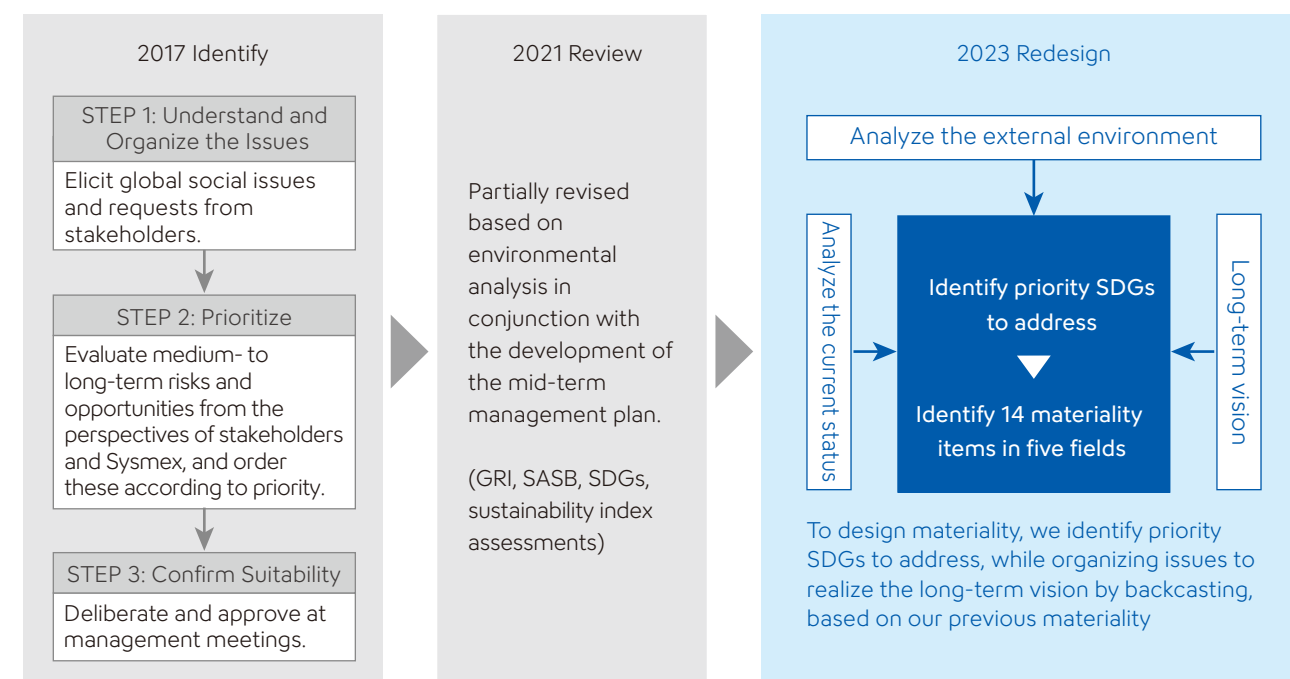 2017 Identify
STEP 1: Understand and
Organize the Issues
Elicit global social issues
and requests from
stakeholders.
STEP 2: Prioritize
Evaluate medium- to
long-term risks and
opportunities from the
perspectives of stakeholders
and Sysmex, and order
these according to priority.
STEP 3: Confirm Suitability
Deliberate and approve at
management meetings.
2021 Review
Partially revised
based on
environmental
analysis in
conjunction with
the development of
the mid-term
management plan.
(GRI, SASB, SDGs,
sustainability index
assessments)
2023 Redesign
Analyze the external environment
Analyze the current status
Identify priority SDGs
to address
Identify 14 materiality
items in five fields
Long-term vision
To design materiality, we identify priority
SDGs to address, while organizing issues to
realize the long-term vision by backcasting,
based on our previous materiality